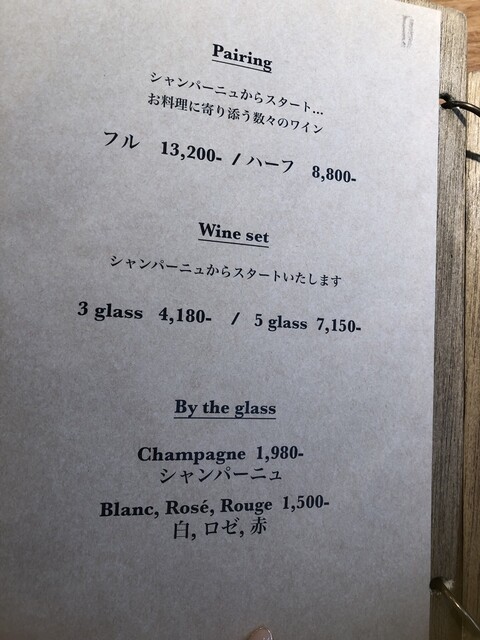 Pairing
シャンパーニュからスタート…
お料理に寄り添う数々のワイン
フル 13,200- / ハーフ 8,800-
Wine set
シャンパーニュからスタートいたします
3 glass 4,180- / 5 glass 7,150-
By the glass
Champagne 1,980-
シャンパーニュ
Blanc, Rosé, Rouge 1,500-
白, ロゼ, 赤